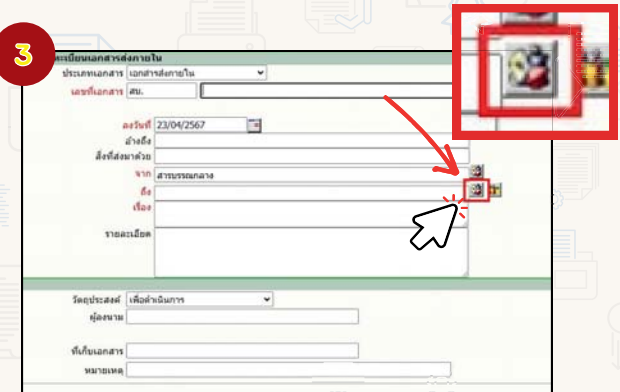 3
ทะเบียนเอกสารส่งภายใน
ประเภทเอกสาร เอกสารส่งภายใน
เลขที่เอกสาร สบ.
ลงวันที่ 23/04/2567
อ้างถึง
สิ่งที่ส่งมาด้วย
จาก สารบรรณกลาง
ถึง
เรื่อง
รายละเอียด
วัตถุประสงค์ เพื่อดำเนินการ
ผู้ลงนาม
ที่เก็บเอกสาร
หมายเหตุ